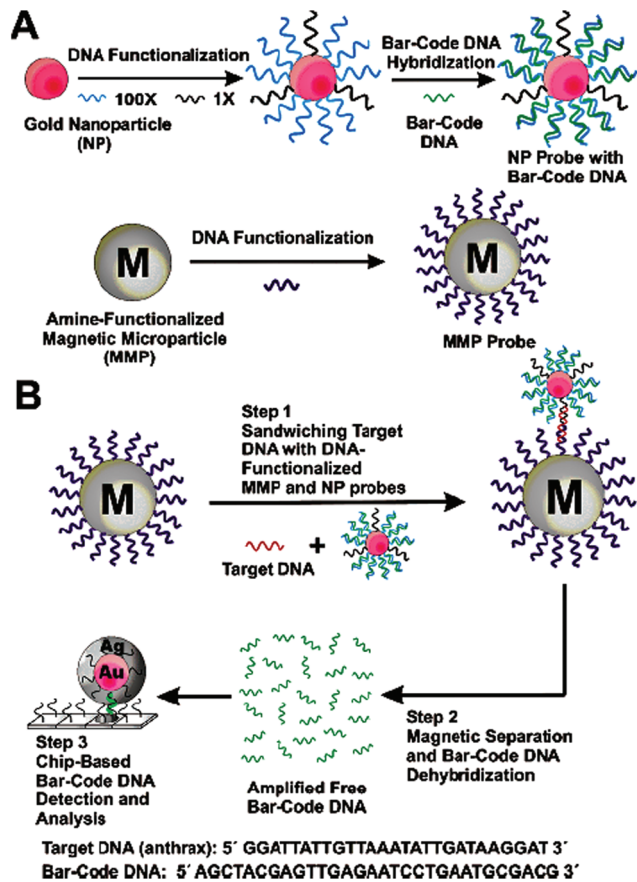 A
DNA Functionalization
100X 1X
Gold Nanoparticle
(NP)
Bar-Code DNA
Hybridization
Bar-Code
DNA
NP Probe with
Bar-Code DNA
M
DNA Functionalization
M
Amine-Functionalized
Magnetic Microparticle
(MMP)
MMP Probe
B
M
Step 1
Sandwiching Target
DNA with DNA-
Functionalized
MMP and NP probes
+
Target DNA
M
Ag
Au
Step 3
Chip-Based
Bar-Code DNA
Detection and
Analysis
Amplified Free
Bar-Code DNA
Step 2
Magnetic Separation
and Bar-Code DNA
Dehybridization
Target DNA (anthrax): 5´ GGATTATTGTTAAATATTGATAAGGAT 3´
Bar-Code DNA: 5´ AGCTACGAGTTGAGAATCCTGAATGCGACG 3´